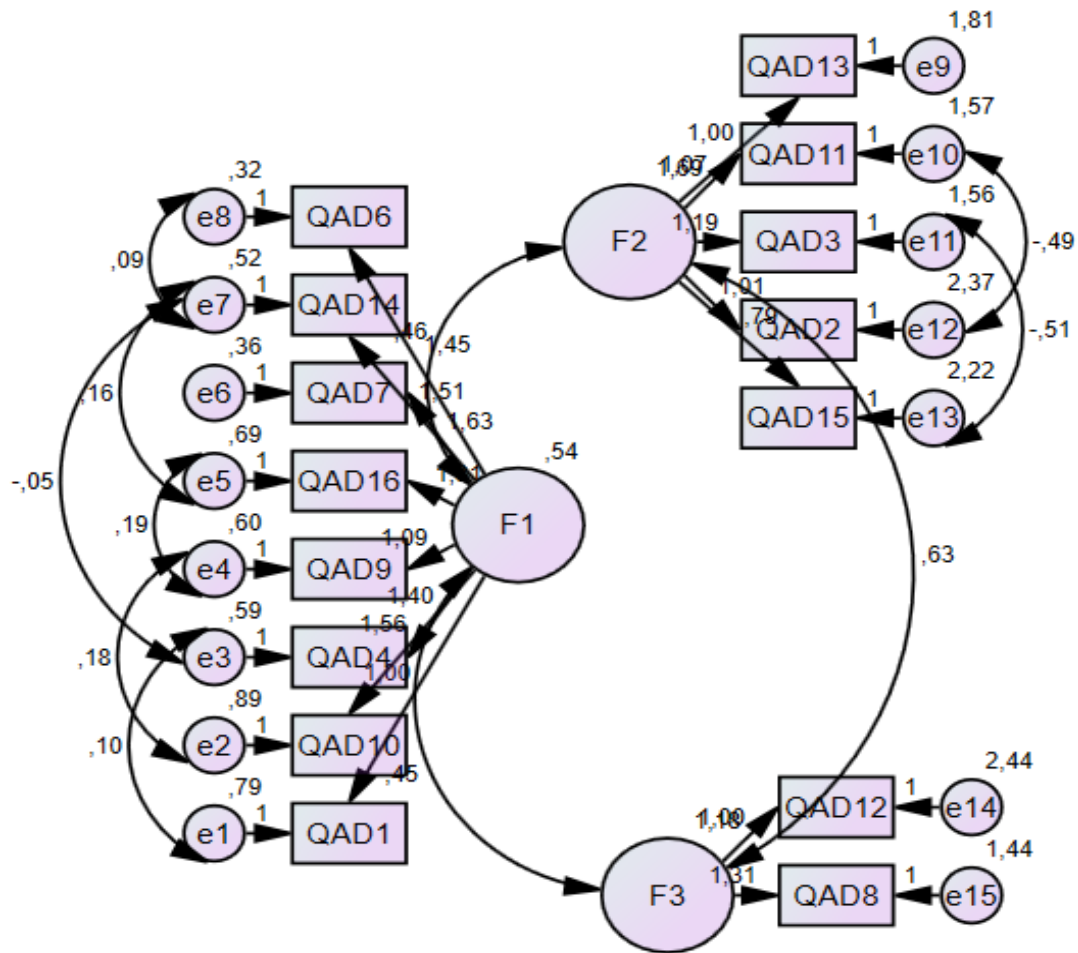 1,81
QAD13
1
e9
1,57
QAD11
1
e10
1,56
QAD3
1
e11
2,37
QAD2
1
e12
2,22
QAD15
1
e13
-,49
-,51
1,00
1,19
F2
,32
e8
1
QAD6
,52
e7
1
QAD14
,36
e6
1
QAD7
,69
e5
1
QAD16
,60
e4
1
QAD9
,59
e3
1
QAD4
,89
e2
1
QAD10
,79
e1
1
QAD1
,09
,16
-,05
,19
,18
,10
,46
1,45
1,51
1,63
1,09
1,40
1,56
1,00
,45
,54
F1
,63
2,44
QAD12
1
e14
1,44
QAD8
1
e15
1,31
F3